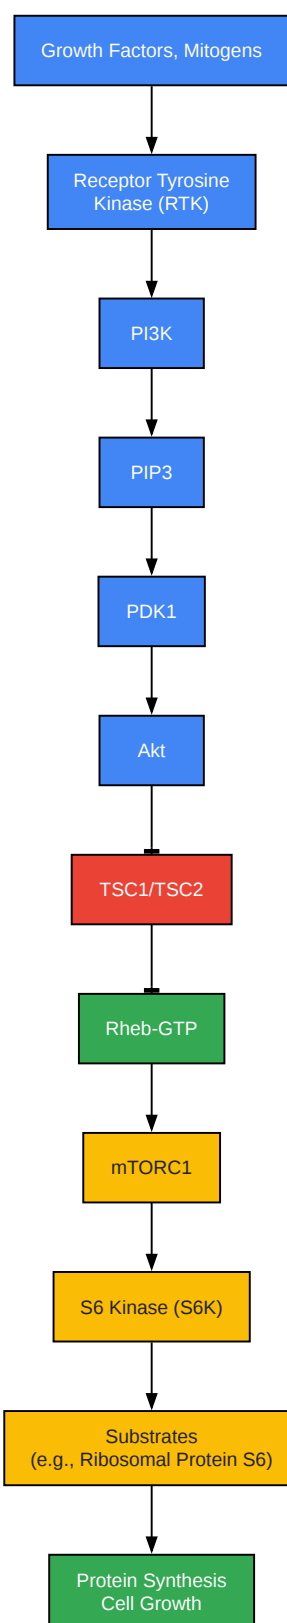 Growth Factors, Mitogens
Receptor Tyrosine
Kinase (RTK)
PI3K
PIP3
PDK1
Akt
TSC1/TSC2
Rheb-GTP
mTORC1
S6 Kinase (S6K)
Substrates
(e.g., Ribosomal Protein S6)
Protein Synthesis
Cell Growth